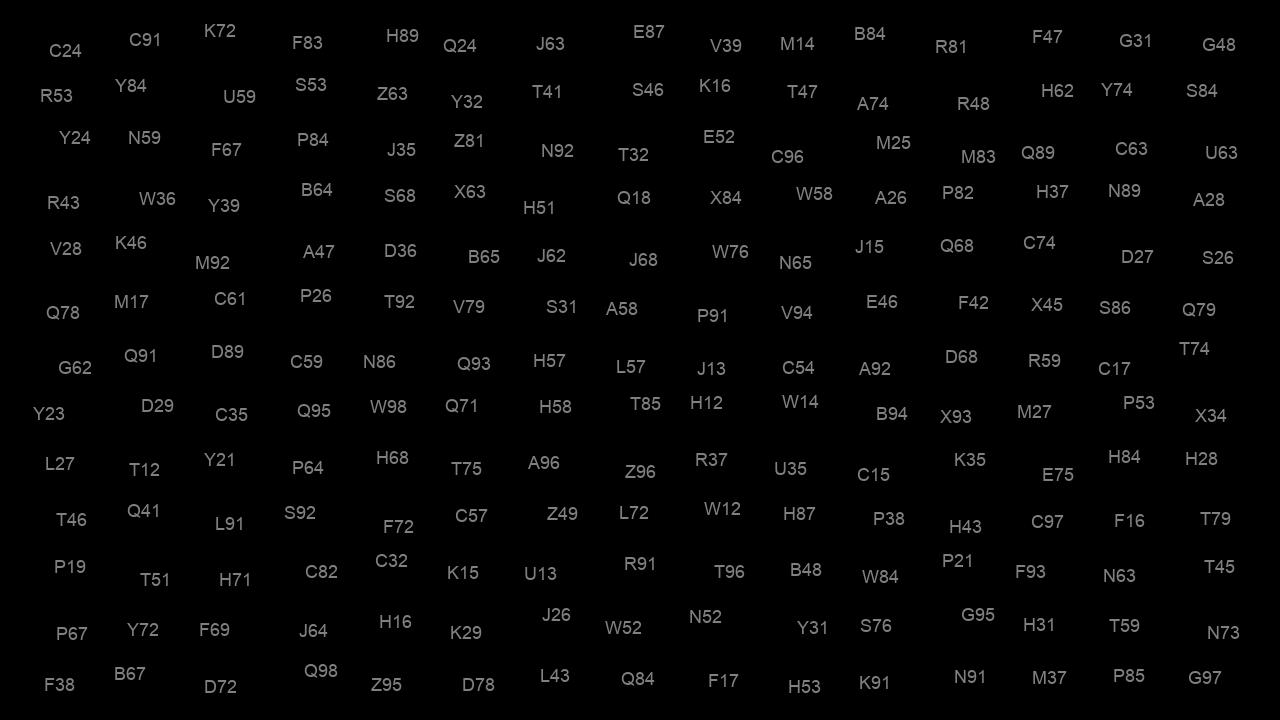 C24 C91 K72 F83 H89 Q24 J63 E87 V39 M14 B84 R81 F47 G31 G48
R53 Y84 U59 S53 Z63 Y32 T41 S46 K16 T47 A74 R48 H62 Y74 S84
Y24 N59 F67 P84 J35 Z81 N92 T32 E52 C96 M25 M83 Q89 C63 U63
R43 W36 Y39 B64 S68 X63 H51 Q18 X84 W58 A26 P82 H37 N89 A28
V28 K46 M92 A47 D36 B65 J62 J68 W76 N65 J15 Q68 C74 D27 S26
Q78 M17 C61 P26 T92 V79 S31 A58 P91 V94 E46 F42 X45 S86 Q79
G62 Q91 D89 C59 N86 Q93 H57 L57 J13 C54 A92 D68 R59 C17 T74
Y23 D29 C35 Q95 W98 Q71 H58 T85 H12 W14 B94 X93 M27 P53 X34
L27 T12 Y21 P64 H68 T75 A96 Z96 R37 U35 C15 K35 E75 H84 H28
T46 Q41 L91 S92 F72 C57 Z49 L72 W12 H87 P38 H43 C97 F16 T79
P19 T51 H71 C82 C32 K15 U13 R91 T96 B48 W84 P21 F93 N63 T45
P67 Y72 F69 J64 H16 K29 J26 W52 N52 Y31 S76 G95 H31 T59 N73
F38 B67 D72 Q98 Z95 D78 L43 Q84 F17 H53 K91 N91 M37 P85 G97